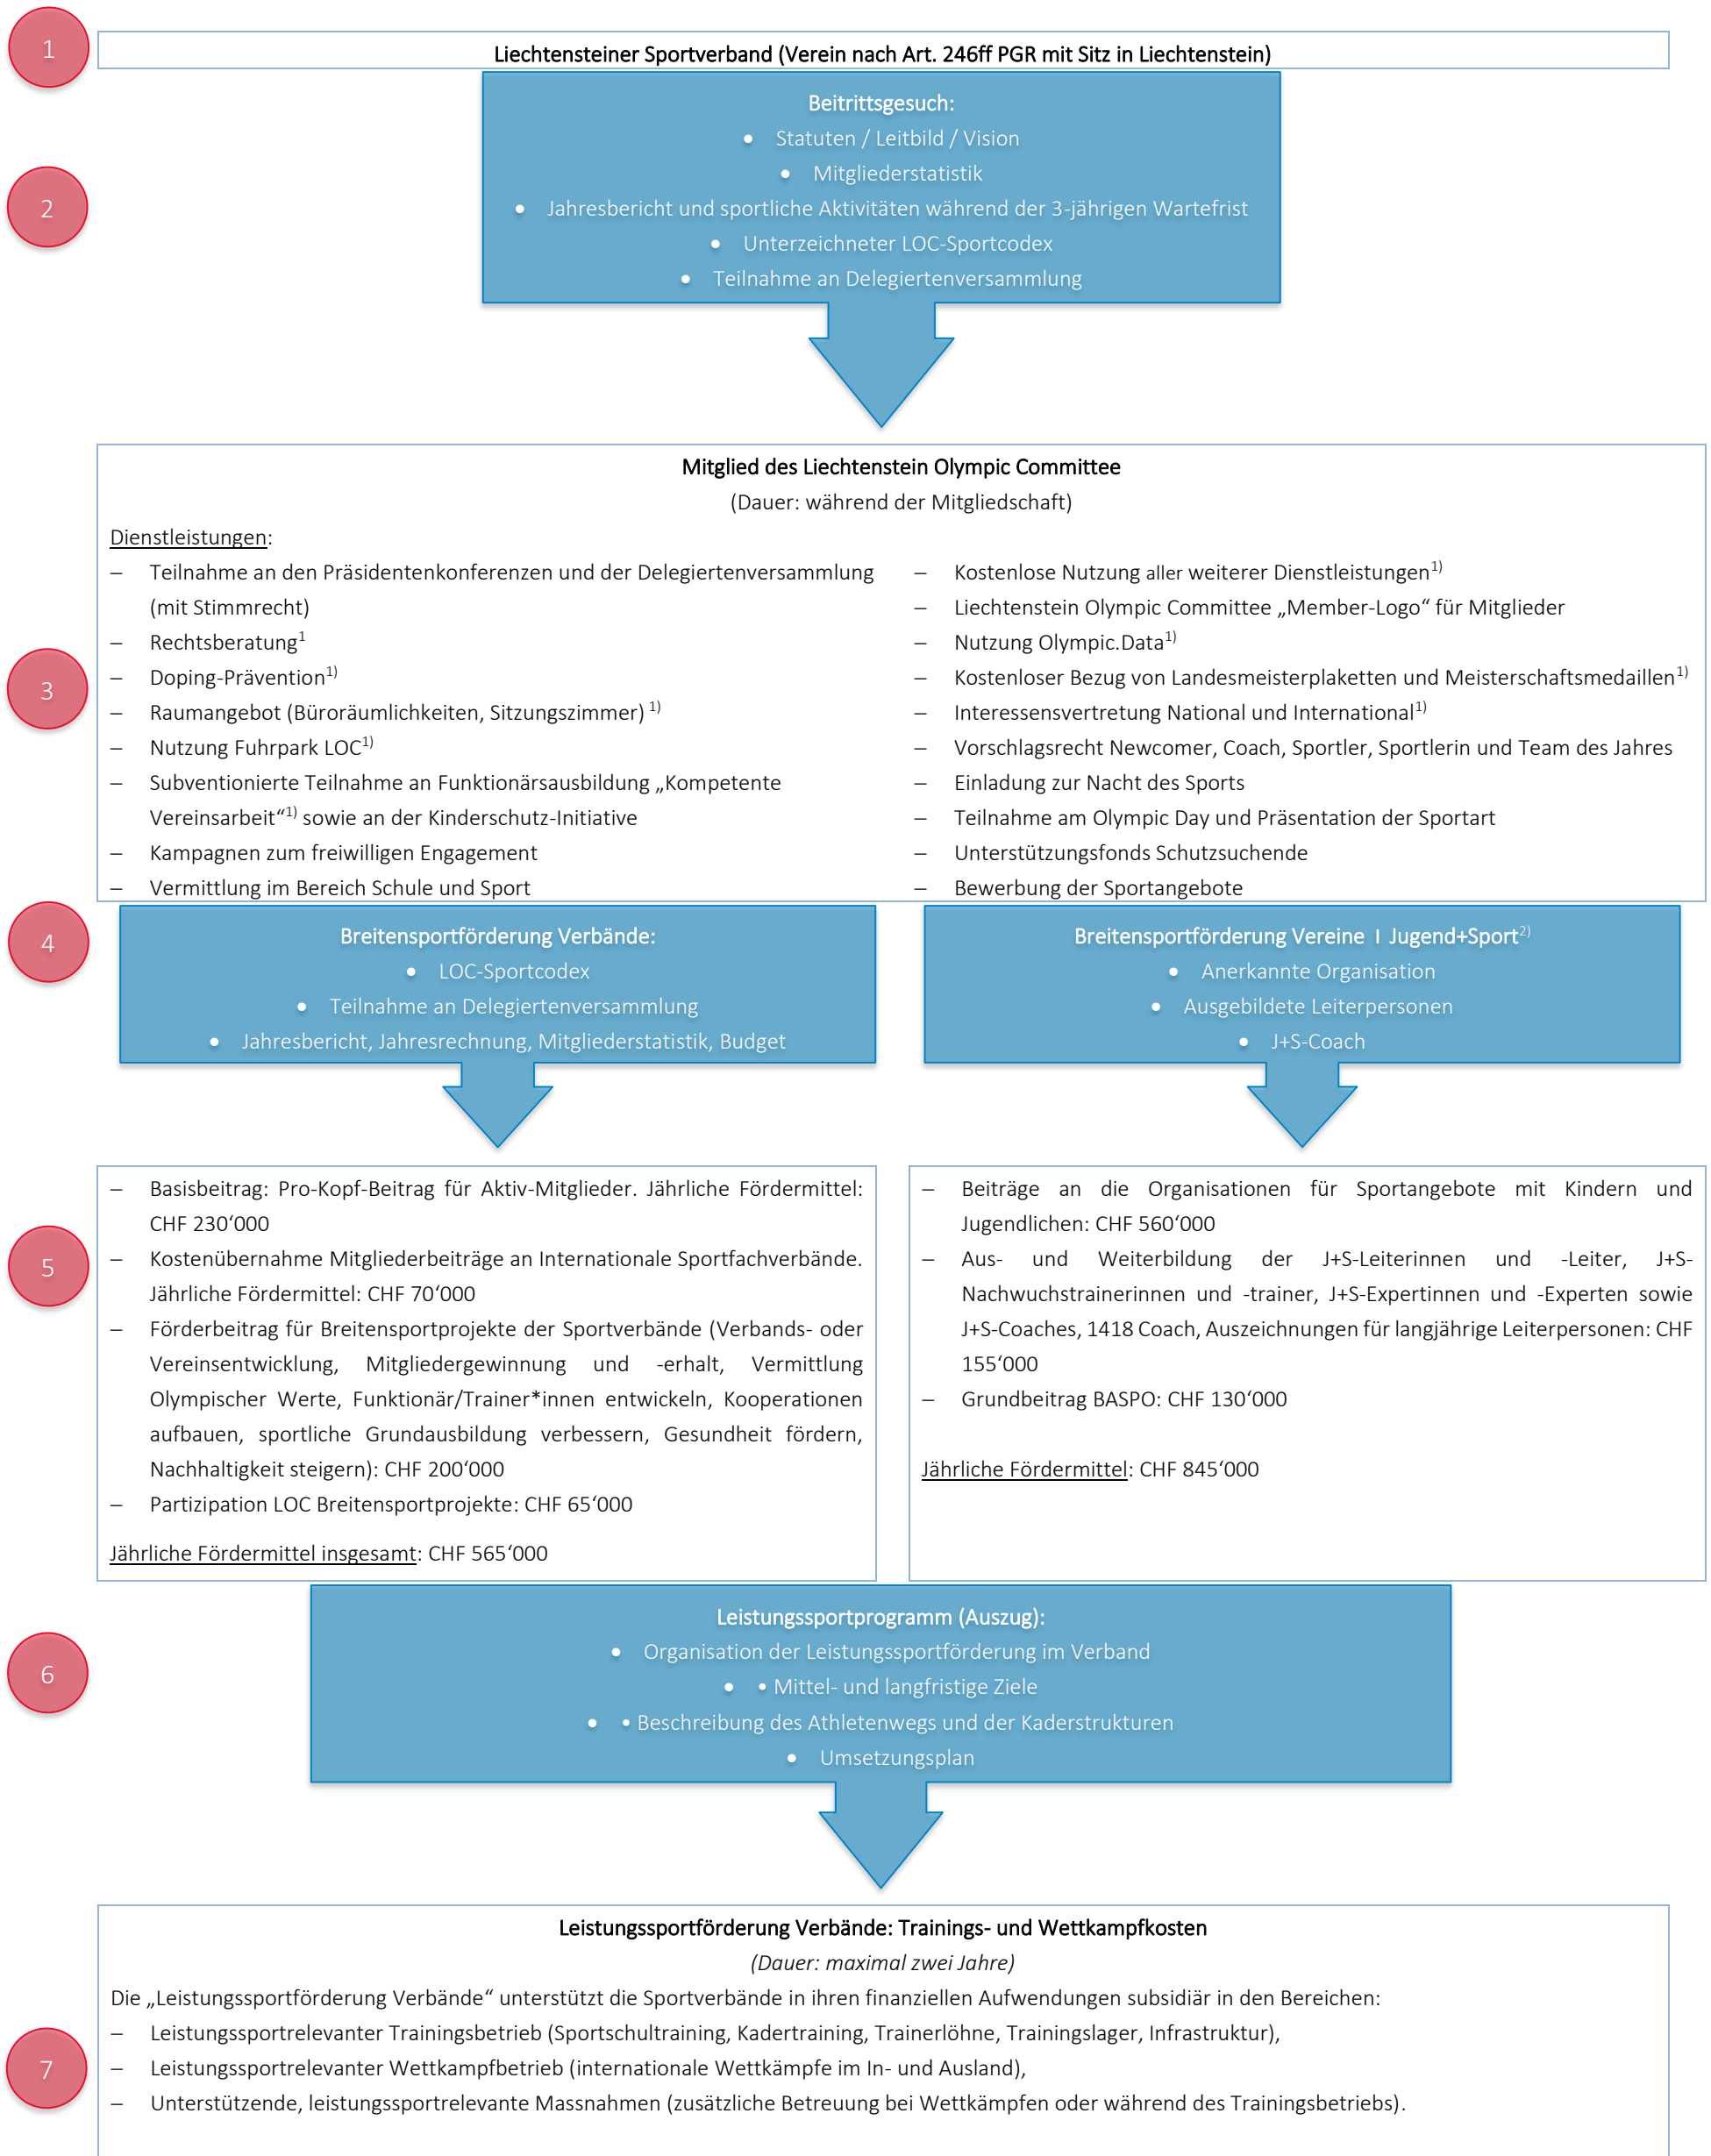 1
Liechtensteiner Sportverband (Verein nach Art. 246ff PGR mit Sitz in Liechtenstein)
2
Beitrittsgesuch:
• Statuten / Leitbild / Vision
• Mitgliederstatistik
• Jahresbericht und sportliche Aktivitäten während der 3-jährigen Wartefrist
• Unterzeichneter LOC-Sportcodex
• Teilnahme an Delegiertenversammlung
3
Mitglied des Liechtenstein Olympic Committee
(Dauer: während der Mitgliedschaft)
Dienstleistungen:
– Teilnahme an den Präsidentenkonferenzen und der Delegiertenversammlung
(mit Stimmrecht)
– Rechtsberatung1
– Doping-Prävention1)
– Raumangebot (Büroräumlichkeiten, Sitzungszimmer) 1)
– Nutzung Fuhrpark LOC1)
– Subventionierte Teilnahme an Funktionärsausbildung „Kompetente
Vereinsarbeit“1) sowie an der Kinderschutz-Initiative
– Kampagnen zum freiwilligen Engagement
– Vermittlung im Bereich Schule und Sport
– Kostenlose Nutzung aller weiterer Dienstleistungen1)
– Liechtenstein Olympic Committee „Member-Logo“ für Mitglieder
– Nutzung Olympic.Data1)
– Kostenloser Bezug von Landesmeisterplaketten und Meisterschaftsmedaillen1)
– Interessensvertretung National und International1)
– Vorschlagsrecht Newcomer, Coach, Sportler, Sportlerin und Team des Jahres
– Einladung zur Nacht des Sports
– Teilnahme am Olympic Day und Präsentation der Sportart
– Unterstützungsfonds Schutzsuchende
– Bewerbung der Sportangebote
4
Breitensportförderung Verbände:
• LOC-Sportcodex
• Teilnahme an Delegiertenversammlung
• Jahresbericht, Jahresrechnung, Mitgliederstatistik, Budget
Breitensportförderung Vereine I Jugend+Sport2)
• Anerkannte Organisation
• Ausgebildete Leiterpersonen
• J+S-Coach
5
– Basisbeitrag: Pro-Kopf-Beitrag für Aktiv-Mitglieder. Jährliche Fördermittel:
CHF 230‘000
– Kostenübernahme Mitgliederbeiträge an Internationale Sportfachverbände.
Jährliche Fördermittel: CHF 70‘000
– Förderbeitrag für Breitensportprojekte der Sportverbände (Verbands- oder
Vereinsentwicklung, Mitgliedergewinnung und -erhalt, Vermittlung
Olympischer Werte, Funktionär/Trainer*innen entwickeln, Kooperationen
aufbauen, sportliche Grundausbildung verbessern, Gesundheit fördern,
Nachhaltigkeit steigern): CHF 200‘000
– Partizipation LOC Breitensportprojekte: CHF 65‘000
Jährliche Fördermittel insgesamt: CHF 565‘000
– Beiträge an die Organisationen für Sportangebote mit Kindern und
Jugendlichen: CHF 560‘000
– Aus- und Weiterbildung der J+S-Leiterinnen und -Leiter, J+S-
Nachwuchstrainerinnen und -trainer, J+S-Expertinnen und -Experten sowie
J+S-Coaches, 1418 Coach, Auszeichnungen für langjährige Leiterpersonen: CHF
155‘000
– Grundbeitrag BASPO: CHF 130‘000
Jährliche Fördermittel: CHF 845‘000
6
Leistungssportprogramm (Auszug):
• Organisation der Leistungssportförderung im Verband
• • Mittel- und langfristige Ziele
• • Beschreibung des Athletenwegs und der Kaderstrukturen
• Umsetzungsplan
7
Leistungssportförderung Verbände: Trainings- und Wettkampfkosten
(Dauer: maximal zwei Jahre)
Die „Leistungssportförderung Verbände“ unterstützt die Sportverbände in ihren finanziellen Aufwendungen subsidiär in den Bereichen:
– Leistungssportrelevanter Trainingsbetrieb (Sportschultraining, Kadertraining, Trainerlöhne, Trainingslager, Infrastruktur),
– Leistungssportrelevanter Wettkampfbetrieb (internationale Wettkämpfe im In- und Ausland),
– Unterstützende, leistungssportrelevante Massnahmen (zusätzliche Betreuung bei Wettkämpfen oder während des Trainingsbetriebs).